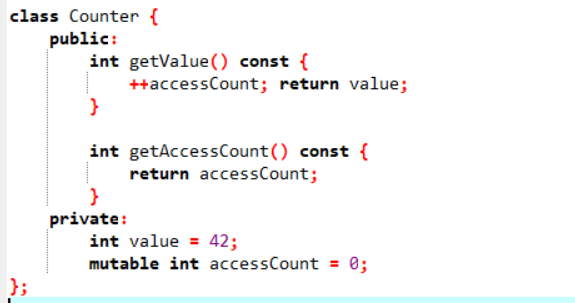 class Counter {
    public:
        int getValue() const {
            ++accessCount; return value;
        }

        int getAccessCount() const {
            return accessCount;
        }
    private:
        int value = 42;
        mutable int accessCount = 0;
};